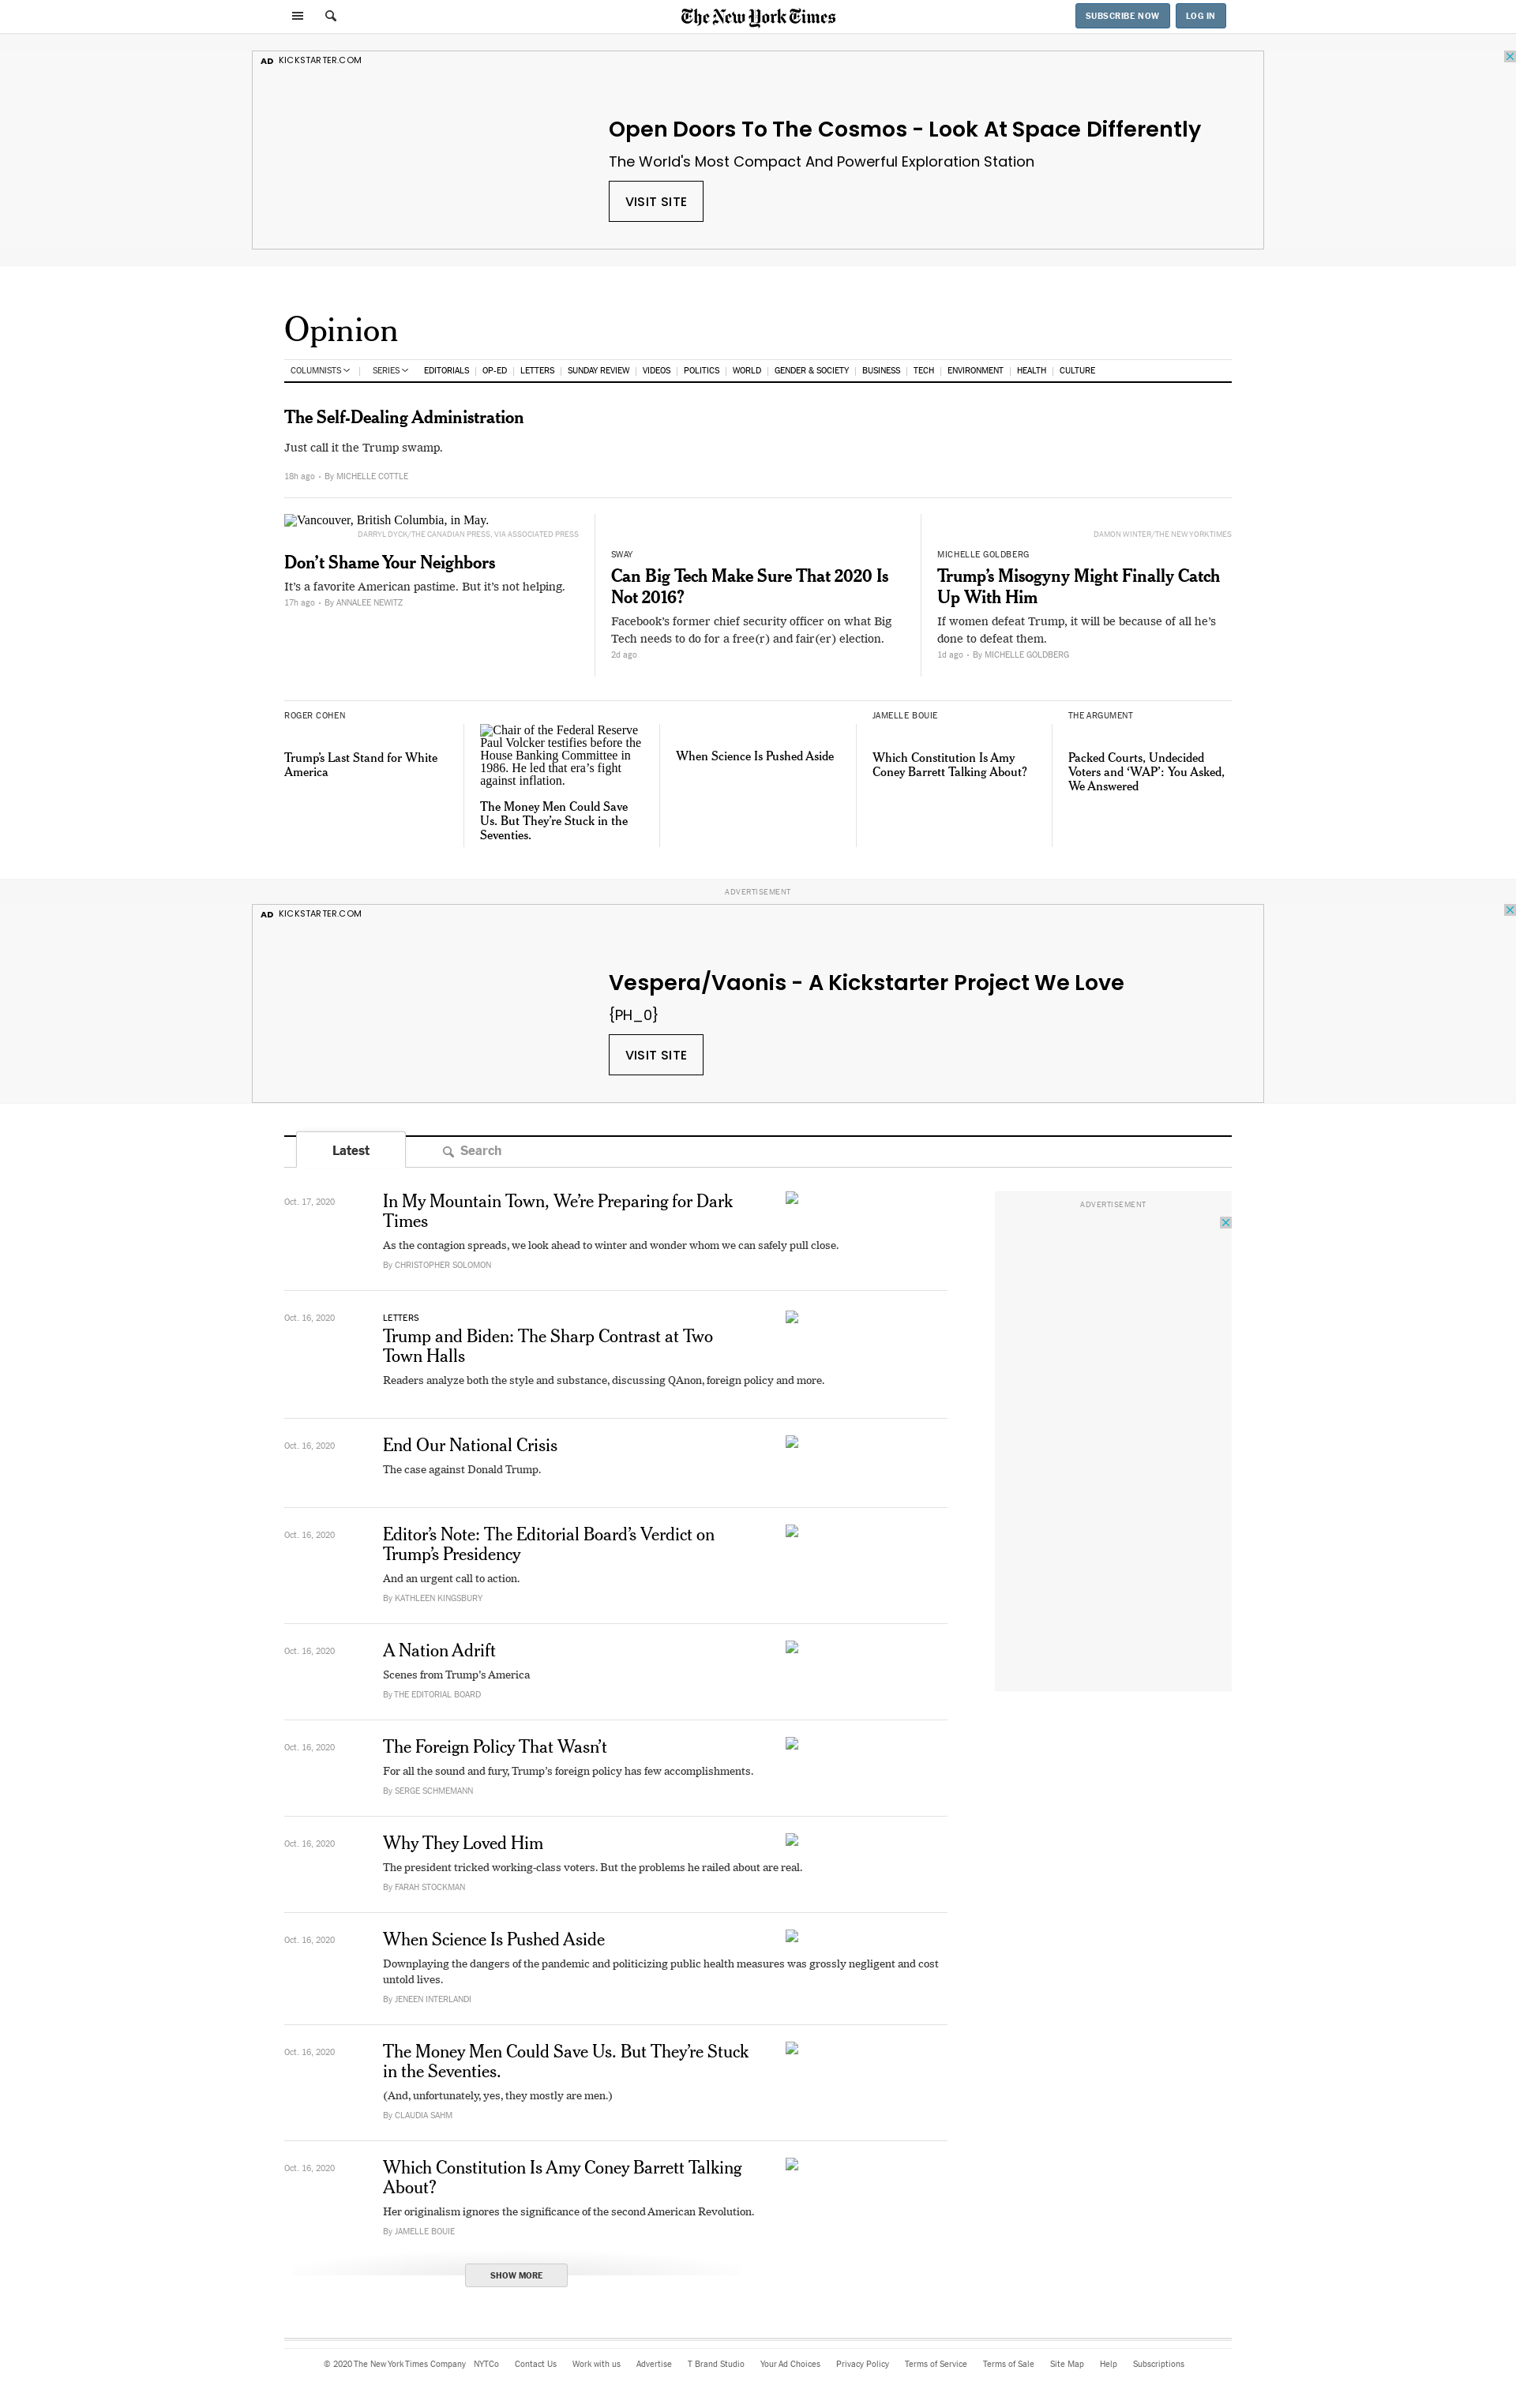 The New York Times
SUBSCRIBE NOW
LOG IN
AD KICKSTARTER.COM
Open Doors To The Cosmos - Look At Space Differently
The World's Most Compact And Powerful Exploration Station
VISIT SITE
Opinion
COLUMNISTS | SERIES EDITORIALS | OP-ED | LETTERS | SUNDAY REVIEW | VIDEOS | POLITICS | WORLD | GENDER & SOCIETY | BUSINESS | TECH | ENVIRONMENT | HEALTH | CULTURE
The Self-Dealing Administration
Just call it the Trump swamp.
18h ago • By MICHELLE COTTLE
Vancouver, British Columbia, in May.
DARRYL DYCK/THE CANADIAN PRESS, VIA ASSOCIATED PRESS
Don’t Shame Your Neighbors
It’s a favorite American pastime. But it’s not helping.
17h ago • By ANNALEE NEWITZ
SWAY
Can Big Tech Make Sure That 2020 Is
Not 2016?
Facebook’s former chief security officer on what Big
Tech needs to do for a free(r) and fair(er) election.
2d ago
DAMON WINTER/THE NEW YORK TIMES
MICHELLE GOLDBERG
Trump’s Misogyny Might Finally Catch
Up With Him
If women defeat Trump, it will be because of all he’s
done to defeat them.
1d ago • By MICHELLE GOLDBERG
ROGER COHEN
Trump’s Last Stand for White
America
Chair of the Federal Reserve
Paul Volcker testifies before the
House Banking Committee in
1986. He led that era’s fight
against inflation.
The Money Men Could Save
Us. But They’re Stuck in the
Seventies.
When Science Is Pushed Aside
JAMELLE BOUIE
Which Constitution Is Amy
Coney Barrett Talking About?
THE ARGUMENT
Packed Courts, Undecided
Voters and ‘WAP’: You Asked,
We Answered
ADVERTISEMENT
AD KICKSTARTER.COM
Vespera/Vaonis - A Kickstarter Project We Love
{PH_0}
VISIT SITE
Latest
Search
ADVERTISEMENT
Oct. 17, 2020
In My Mountain Town, We’re Preparing for Dark
Times
As the contagion spreads, we look ahead to winter and wonder whom we can safely pull close.
By CHRISTOPHER SOLOMON
Oct. 16, 2020
LETTERS
Trump and Biden: The Sharp Contrast at Two
Town Halls
Readers analyze both the style and substance, discussing QAnon, foreign policy and more.
Oct. 16, 2020
End Our National Crisis
The case against Donald Trump.
Oct. 16, 2020
Editor’s Note: The Editorial Board’s Verdict on
Trump’s Presidency
And an urgent call to action.
By KATHLEEN KINGSBURY
Oct. 16, 2020
A Nation Adrift
Scenes from Trump's America
By THE EDITORIAL BOARD
Oct. 16, 2020
The Foreign Policy That Wasn’t
For all the sound and fury, Trump’s foreign policy has few accomplishments.
By SERGE SCHMEMANN
Oct. 16, 2020
Why They Loved Him
The president tricked working-class voters. But the problems he railed about are real.
By FARAH STOCKMAN
Oct. 16, 2020
When Science Is Pushed Aside
Downplaying the dangers of the pandemic and politicizing public health measures was grossly negligent and cost
untold lives.
By JENEEN INTERLANDI
Oct. 16, 2020
The Money Men Could Save Us. But They’re Stuck
in the Seventies.
(And, unfortunately, yes, they mostly are men.)
By CLAUDIA SAHM
Oct. 16, 2020
Which Constitution Is Amy Coney Barrett Talking
About?
Her originalism ignores the significance of the second American Revolution.
By JAMELLE BOUIE
SHOW MORE
© 2020 The New York Times Company NYTCo Contact Us Work with us Advertise T Brand Studio Your Ad Choices Privacy Policy Terms of Service Terms of Sale Site Map Help Subscriptions